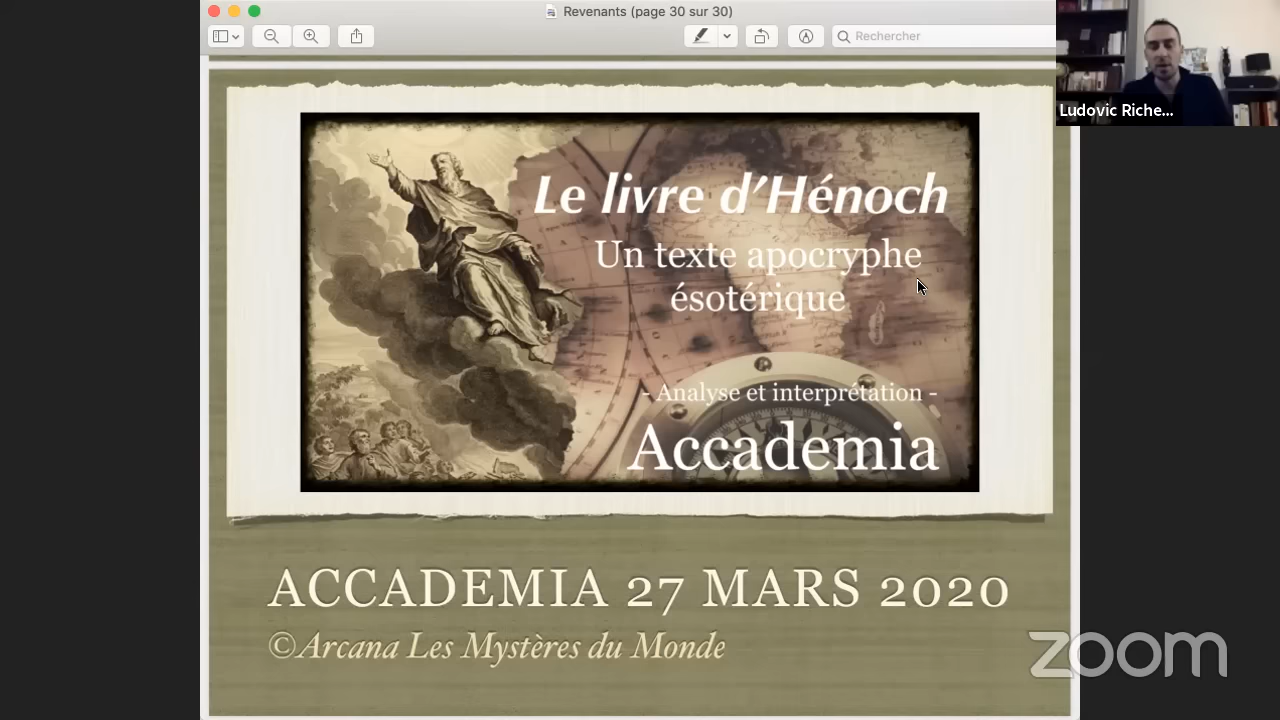 Revenants (page 30 sur 30)
Rechercher
Ludovic Riche...
Le livre d'Hénoch
Un texte apocryphe
ésotérique
- Analyse et interprétation -
Accademia
ACCADEMIA 27 MARS 2020
©Arcana Les Mystères du Monde
zoom